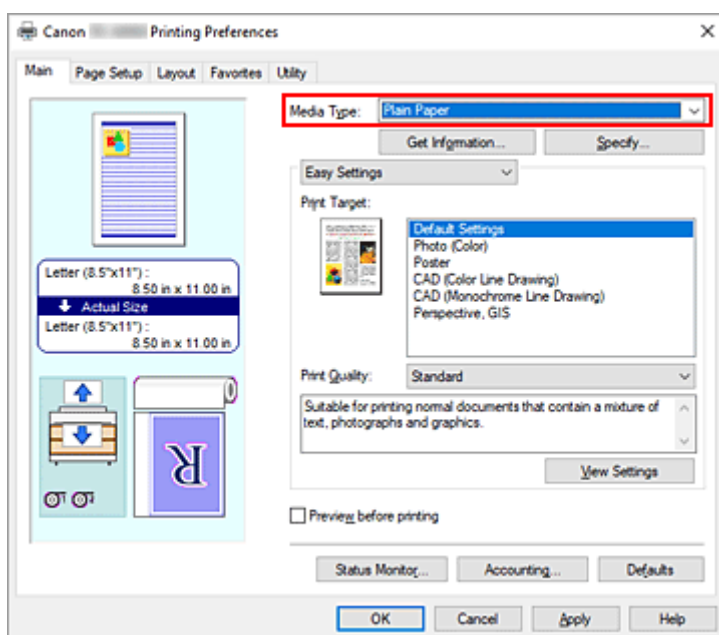 Canon Printing Preferences
Main Page Setup Layout Favorites Utility
Media Type: Plain Paper
Get Information... Specify...
Easy Settings
Print Target:
Default Settings
Photo (Color)
Poster
CAD (Color Line Drawing)
CAD (Monochrome Line Drawing)
Perspective, GIS
Letter (8.5"x11") :
8.50 in x 11.00 in
Actual Size
Letter (8.5"x11") :
8.50 in x 11.00 in
Print Quality: Standard
Suitable for printing normal documents that contain a mixture of
text, photographs and graphics.
View Settings
R
Preview before printing
Status Monitor... Accounting... Defaults
OK Cancel Apply Help